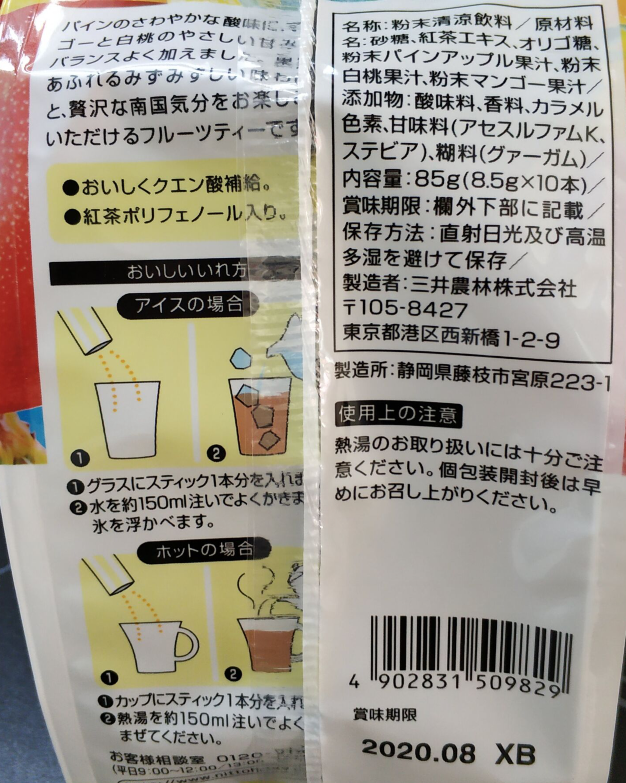 パインのさわやかな酸味に、
ゴーと白桃のやさしい甘み
バランスよく加えました。
あふれるみずみずしい味わ
と、贅沢な南国気分をお楽し
いただけるフルーツティーです
●おいしくクエン酸補給。
●紅茶ポリフェノール入り。
おいしいいれ方
アイスの場合
❶ ❷
❶グラスにスティック1本分を入れま
❷水を約150ml注いでよくかきま
氷を浮かべます。
ホットの場合
❶ ❷
❶カップにスティック1本分を入れ
❷熱湯を約150ml注いでよく
まぜてください。
お客様相談室 0120
(平日9:00~12:00/13:00
名称:粉末清涼飲料/原材料
名:砂糖、紅茶エキス、オリゴ糖、
粉末パインアップル果汁、粉末
白桃果汁、粉末マンゴー果汁/
添加物:酸味料、香料、カラメル
色素、甘味料(アセスルファムK、
ステビア)、糊料(グァーガム)/
内容量:85g(8.5g×10本)/
賞味期限:欄外下部に記載/
保存方法:直射日光及び高温
多湿を避けて保存/
製造者:三井農林株式会社
〒105-8427
東京都港区西新橋1-2-9
製造所:静岡県藤枝市宮原223-1
使用上の注意
熱湯のお取り扱いには十分ご注
意ください。個包装開封後は早
めにお召し上がりください。
4 902831 509829
賞味期限
2020.08 XB